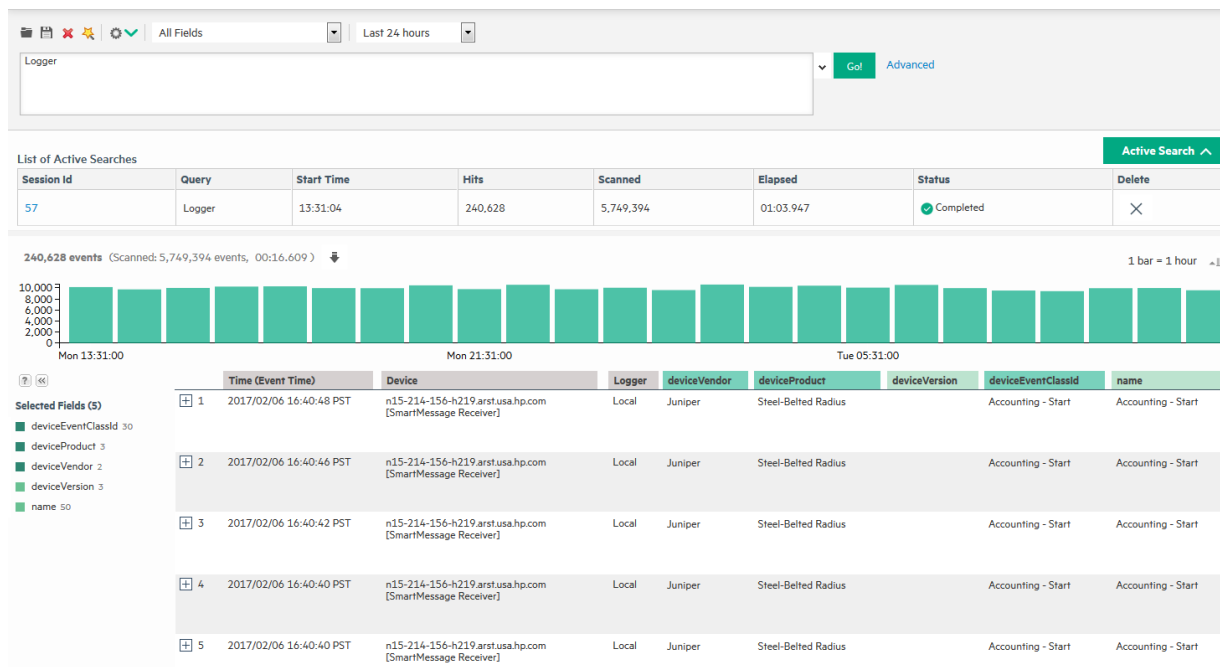 All Fields Last 24 hours
Logger
Go! Advanced
List of Active Searches Active Search
Session Id Query Start Time Hits Scanned Elapsed Status Delete
57 Logger 13:31:04 240,628 5,749,394 01:03.947 Completed
240,628 events (Scanned: 5,749,394 events, 00:16.609 )
1 bar = 1 hour
10,000
8,000
6,000
4,000
2,000
0
Mon 13:31:00 Mon 21:31:00 Tue 05:31:00
? «
Selected Fields (5)
deviceEventClassId 30
deviceProduct 3
deviceVendor 2
deviceVersion 3
name 50
Time (Event Time) Device Logger deviceVendor deviceProduct deviceVersion deviceEventClassId name
1 2017/02/06 16:40:48 PST n15-214-156-h219.arst.usa.hp.com Local Juniper Steel-Belted Radius Accounting - Start Accounting - Start
[SmartMessage Receiver]
2 2017/02/06 16:40:46 PST n15-214-156-h219.arst.usa.hp.com Local Juniper Steel-Belted Radius Accounting - Start Accounting - Start
[SmartMessage Receiver]
3 2017/02/06 16:40:42 PST n15-214-156-h219.arst.usa.hp.com Local Juniper Steel-Belted Radius Accounting - Start Accounting - Start
[SmartMessage Receiver]
4 2017/02/06 16:40:40 PST n15-214-156-h219.arst.usa.hp.com Local Juniper Steel-Belted Radius Accounting - Start Accounting - Start
[SmartMessage Receiver]
5 2017/02/06 16:40:40 PST n15-214-156-h219.arst.usa.hp.com Local Juniper Steel-Belted Radius Accounting - Start Accounting - Start
[SmartMessage Receiver]